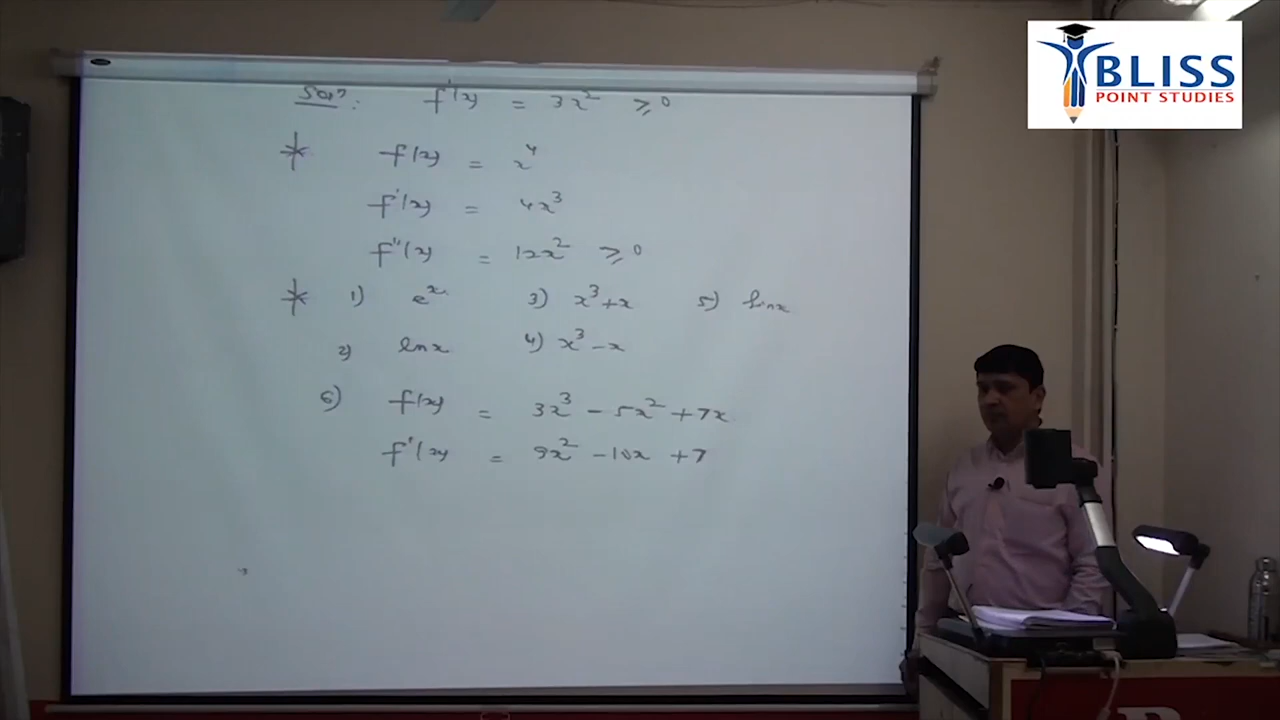 BLISS
POINT STUDIES
Sol?: f'(x) = 3x² ≥ 0
* f(x) = x⁴
f'(x) = 4x³
f''(x) = 12x² ≥ 0
* 1) eˣ 3) x³+x 5) sinx
2) ln x 4) x³-x
6) f(x) = 3x³ - 5x² + 7x
f'(x) = 9x² - 10x + 7